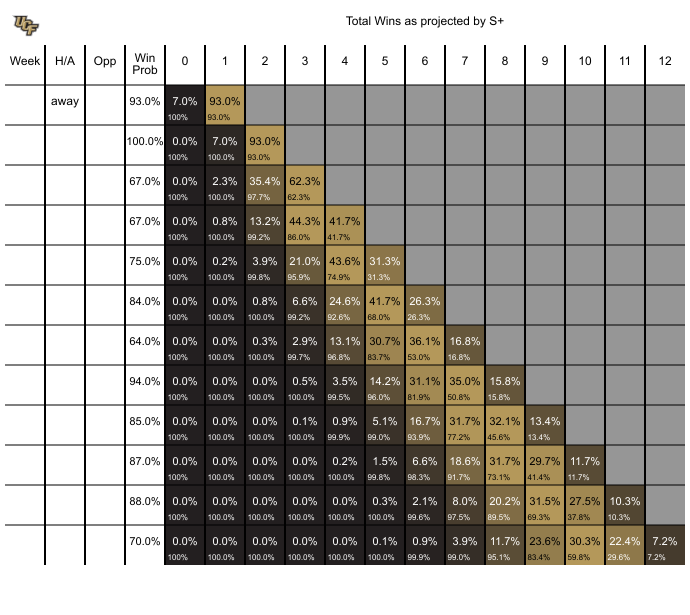 UCF
Total Wins as projected by S+
Week H/A Opp Win Prob 0 1 2 3 4 5 6 7 8 9 10 11 12
away 93.0% 7.0% 93.0%
100% 93.0%
100.0% 0.0% 7.0% 93.0%
100% 100.0% 93.0%
67.0% 0.0% 2.3% 35.4% 62.3%
100% 100.0% 97.7% 62.3%
67.0% 0.0% 0.8% 13.2% 44.3% 41.7%
100% 100.0% 99.2% 86.0% 41.7%
75.0% 0.0% 0.2% 3.9% 21.0% 43.6% 31.3%
100% 100.0% 99.8% 95.9% 74.9% 31.3%
84.0% 0.0% 0.0% 0.8% 6.6% 24.6% 41.7% 26.3%
100% 100.0% 100.0% 99.2% 92.6% 68.0% 26.3%
64.0% 0.0% 0.0% 0.3% 2.9% 13.1% 30.7% 36.1% 16.8%
100% 100.0% 100.0% 99.7% 96.8% 83.7% 53.0% 16.8%
94.0% 0.0% 0.0% 0.0% 0.5% 3.5% 14.2% 31.1% 35.0% 15.8%
100% 100.0% 100.0% 100.0% 99.5% 96.0% 81.9% 50.8% 15.8%
85.0% 0.0% 0.0% 0.0% 0.1% 0.9% 5.1% 16.7% 31.7% 32.1% 13.4%
100% 100.0% 100.0% 100.0% 99.9% 99.0% 93.9% 77.2% 45.6% 13.4%
87.0% 0.0% 0.0% 0.0% 0.0% 0.2% 1.5% 6.6% 18.6% 31.7% 29.7% 11.7%
100% 100.0% 100.0% 100.0% 100.0% 99.8% 98.3% 91.7% 73.1% 41.4% 11.7%
88.0% 0.0% 0.0% 0.0% 0.0% 0.0% 0.3% 2.1% 8.0% 20.2% 31.5% 27.5% 10.3%
100% 100.0% 100.0% 100.0% 100.0% 100.0% 99.6% 97.5% 89.5% 69.3% 37.8% 10.3%
70.0% 0.0% 0.0% 0.0% 0.0% 0.0% 0.1% 0.9% 3.9% 11.7% 23.6% 30.3% 22.4% 7.2%
100% 100.0% 100.0% 100.0% 100.0% 100.0% 99.9% 99.0% 95.1% 83.4% 59.8% 29.6% 7.2%